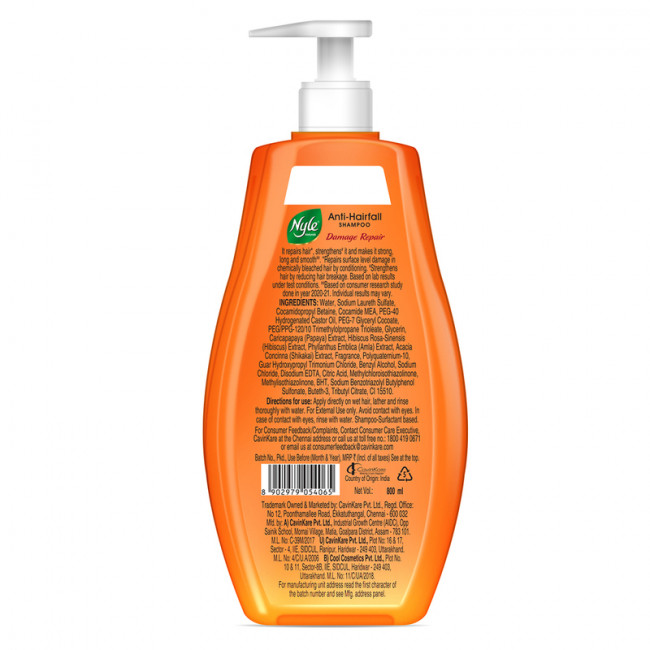 Nyle
Anti-Hairfall
SHAMPOO
Damage Repair
It repairs hair*, strengthens# it and makes it strong,
long and smooth^. *Repairs surface level damage in
chemically bleached hair by conditioning. #Strengthens
hair by reducing hair breakage. Based on lab results
under test conditions. ^Based on consumer research study
done in year 2020-21. Individual results may vary.
INGREDIENTS: Water, Sodium Laureth Sulfate,
Cocamidopropyl Betaine, Cocamide MEA, PEG-40
Hydrogenated Castor Oil, PEG-7 Glyceryl Cocoate,
PEG/PPG-120/10 Trimethylolpropane Trioleate, Glycerin,
Caricapapaya (Papaya) Extract, Hibiscus Rosa-Sinensis
(Hibiscus) Extract, Phyllanthus Emblica (Amla) Extract, Acacia
Concinna (Shikakai) Extract, Fragrance, Polyquaternium-10,
Guar Hydroxypropyl Trimonium Chloride, Benzyl Alcohol, Sodium
Chloride, Disodium EDTA, Citric Acid, Methylchloroisothiazolinone,
Methylisothiazolinone, BHT, Sodium Benzotriazolyl Butylphenol
Sulfonate, Buteth-3, Tributyl Citrate, CI 15510.
Directions for use: Apply directly on wet hair, lather and rinse
thoroughly with water. For External Use only. Avoid contact with eyes. In
case of contact with eyes, rinse with water. Shampoo-Surfactant based.
For Consumer Feedback/Complaints, Contact Consumer Care Executive,
CavinKare at the Chennai address or call us at toll free no.: 1800 419 0671
or email us at consumerfeedback@cavinkare.com
Batch No., Pkd., Use Before (Month & Year), MRP ₹ (incl. of all taxes) See at the top.
8 902979 054065
CavinKare
Country of Origin: India
Net Vol.: 800 ml
Trademark Owned & Marketed by: CavinKare Pvt. Ltd., Regd. Office:
No 12, Poonthamallee Road, Ekkatuthangal, Chennai - 600 032
Mfd. by: A) CavinKare Pvt. Ltd., Industrial Growth Centre (AIDC), Opp
Sainik School, Mornai Village, Matia, Goalpara District, Assam - 783 101.
M.L. No.: C-39M/2017 U) CavinKare Pvt. Ltd., Plot No: 16 & 17,
Sector - 4, IIE, SIDCUL, Ranipur, Haridwar - 249 403, Uttarakhand.
M.L. No.: 4/C/UA/2006 B) Cool Cosmetics Pvt. Ltd., Plot No.
10 & 11, Sector-6B, IIE, SIDCUL, Haridwar - 249 403,
Uttarakhand. M.L. No: 11/C/UA/2018
For manufacturing unit address read the first character of
the batch number and see Mfg. address panel.